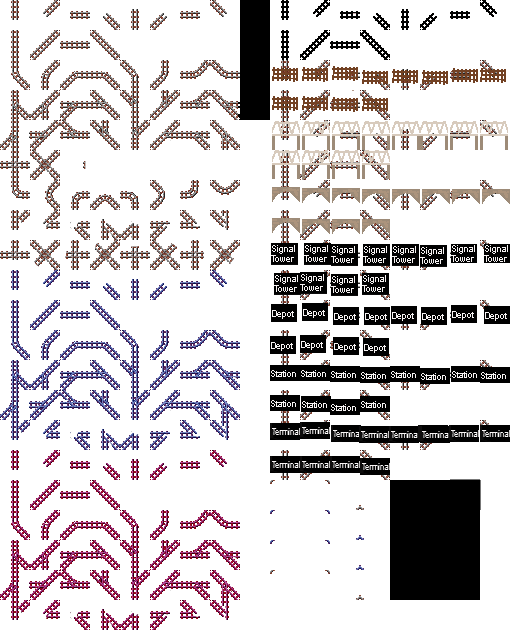 Signal Signal Signal Signal Signal Signal Signal Signal
Tower Tower Tower Tower Tower Tower Tower Tower
Signal Signal Signal Signal
Tower Tower Tower Tower
Depot Depot Depot Depot Depot Depot Depot Depot
Depot Depot Depot Depot
Station Station Station Station Station Station Station Station
Station Station Station Station
Terminal Terminal Terminal Terminal Terminal Terminal Terminal Terminal
Terminal Terminal Terminal Terminal